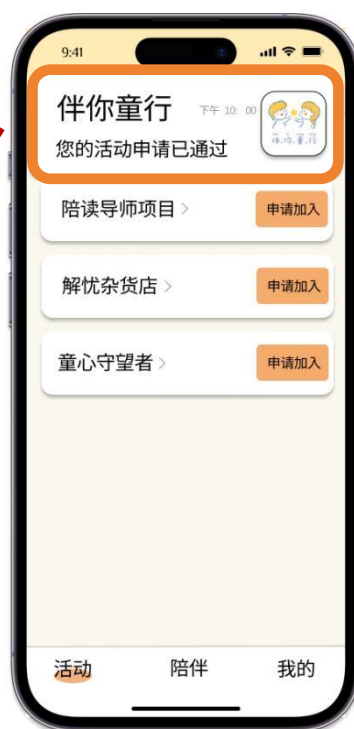 9:41
伴你童行 下午 10: 00
您的活动申请已通过
伴.你.童.行
陪读导师项目 >
申请加入
解忧杂货店 >
申请加入
童心守望者 >
申请加入
活动 陪伴 我的